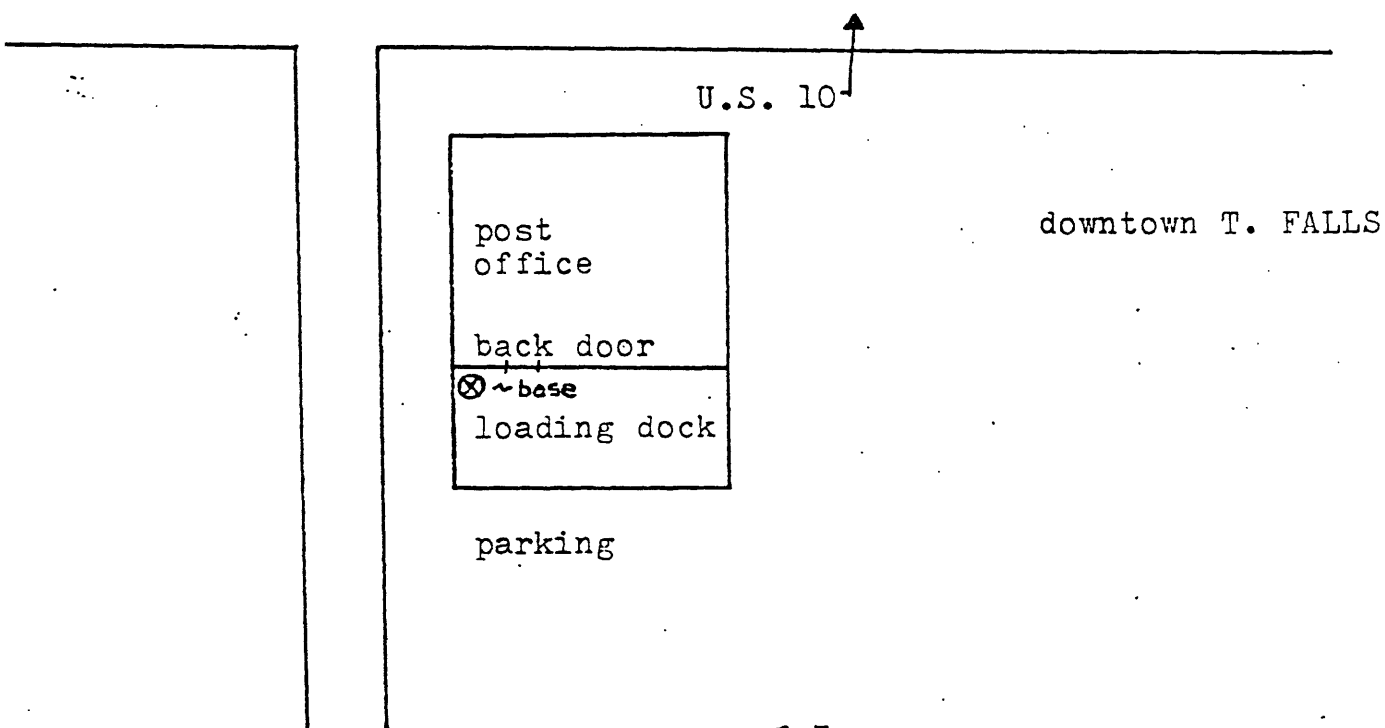 U.S. 10
downtown T. FALLS
post
office
back door
~base
loading dock
parking